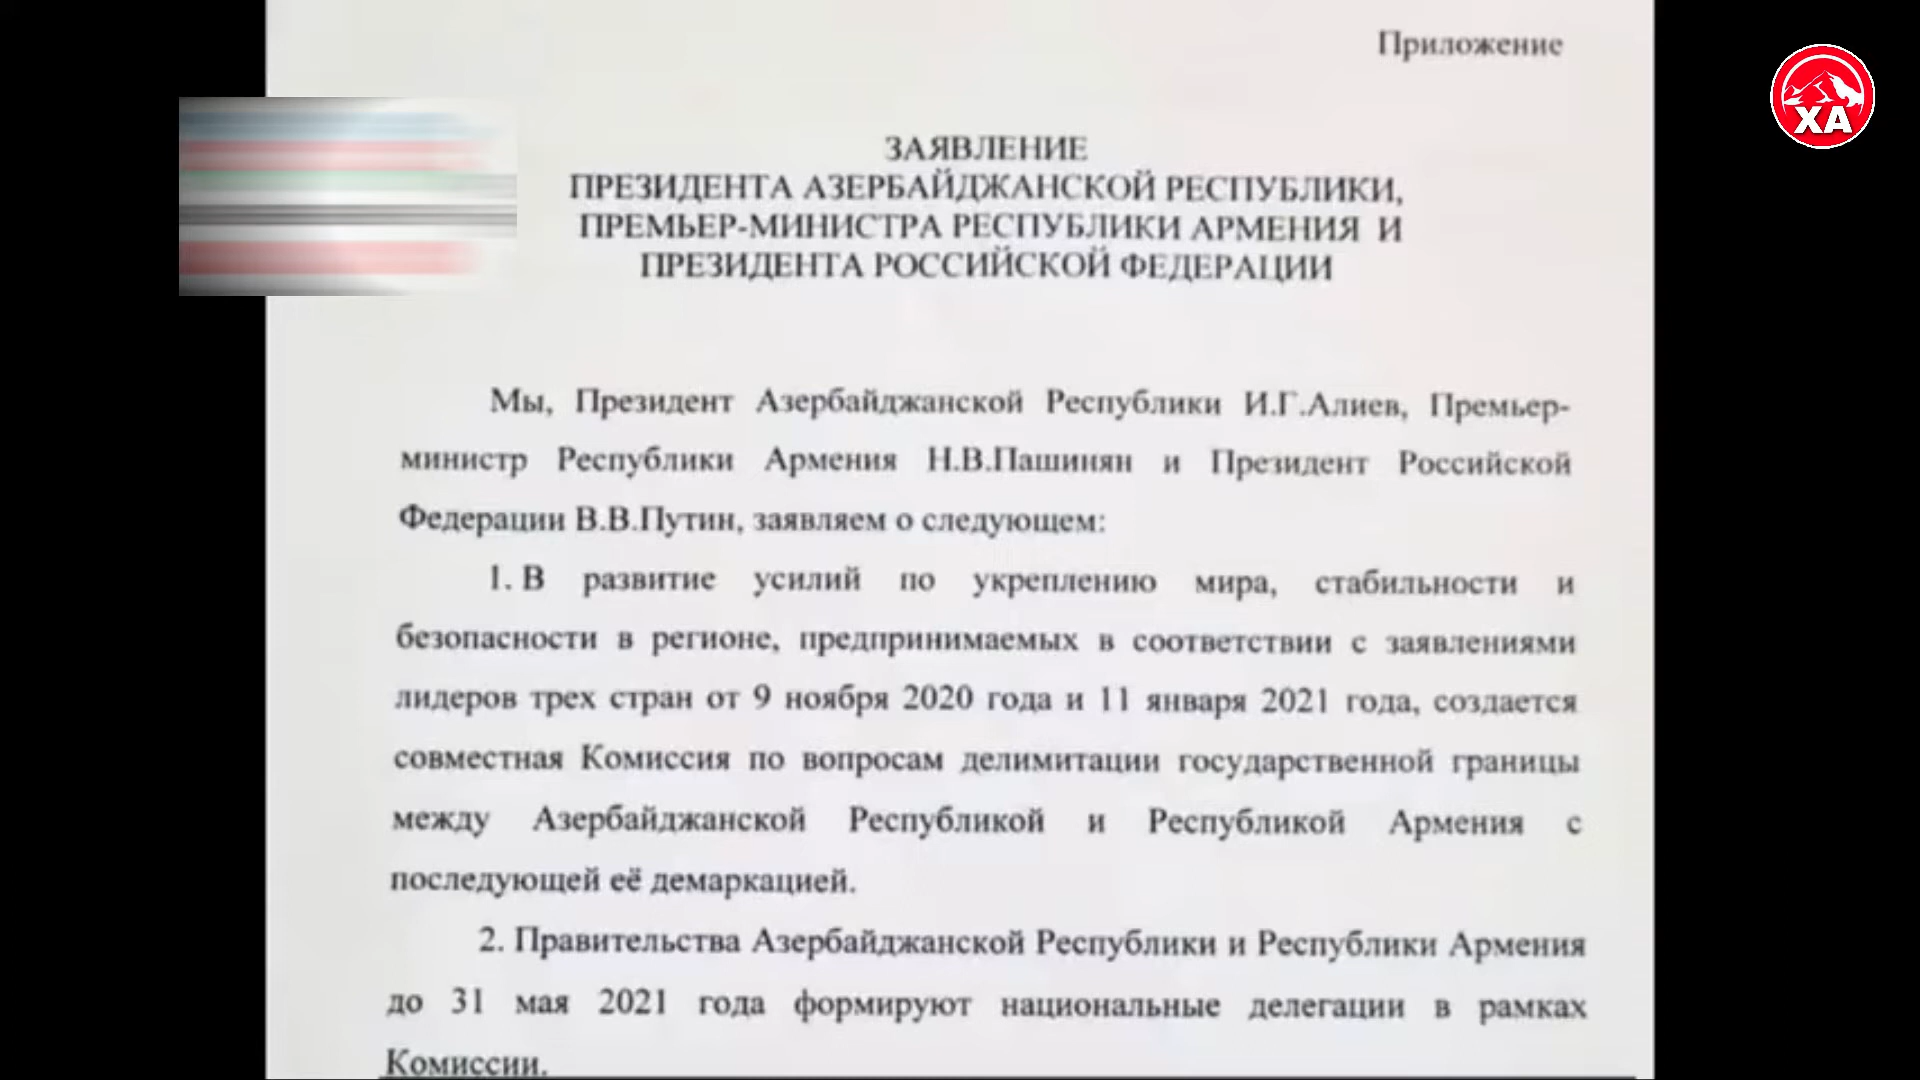 Приложение
ХА
ЗАЯВЛЕНИЕ
ПРЕЗИДЕНТА АЗЕРБАЙДЖАНСКОЙ РЕСПУБЛИКИ,
ПРЕМЬЕР-МИНИСТРА РЕСПУБЛИКИ АРМЕНИЯ И
ПРЕЗИДЕНТА РОССИЙСКОЙ ФЕДЕРАЦИИ
Мы, Президент Азербайджанской Республики И.Г.Алиев, Премьер-
министр Республики Армения Н.В.Пашинян и Президент Российской
Федерации В.В.Путин, заявляем о следующем:
1. В развитие усилий по укреплению мира, стабильности и
безопасности в регионе, предпринимаемых в соответствии с заявлениями
лидеров трех стран от 9 ноября 2020 года и 11 января 2021 года, создается
совместная Комиссия по вопросам делимитации государственной границы
между Азербайджанской Республикой и Республикой Армения с
последующей её демаркацией.
2. Правительства Азербайджанской Республики и Республики Армения
до 31 мая 2021 года формируют национальные делегации в рамках
Комиссии.